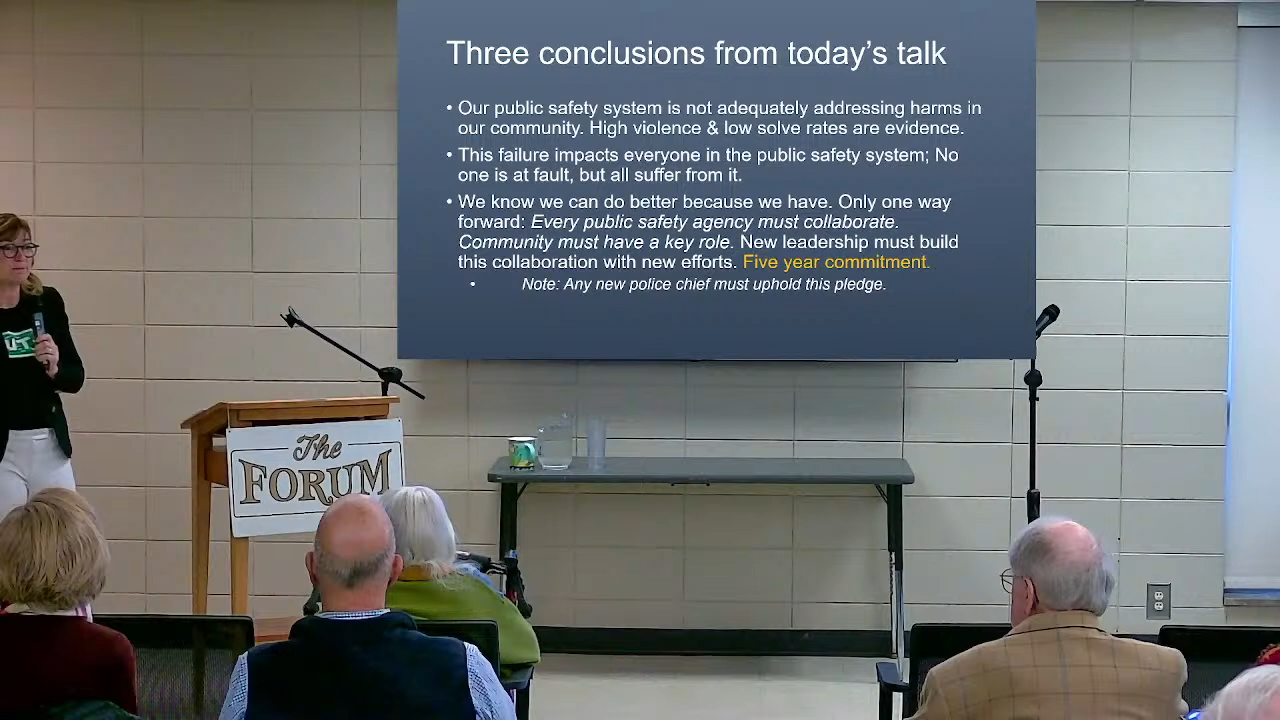 Three conclusions from today's talk
• Our public safety system is not adequately addressing harms in
our community. High violence & low solve rates are evidence.
• This failure impacts everyone in the public safety system; No
one is at fault, but all suffer from it.
• We know we can do better because we have. Only one way
forward: Every public safety agency must collaborate.
Community must have a key role. New leadership must build
this collaboration with new efforts. Five year commitment.
• Note: Any new police chief must uphold this pledge.
The
FORUM